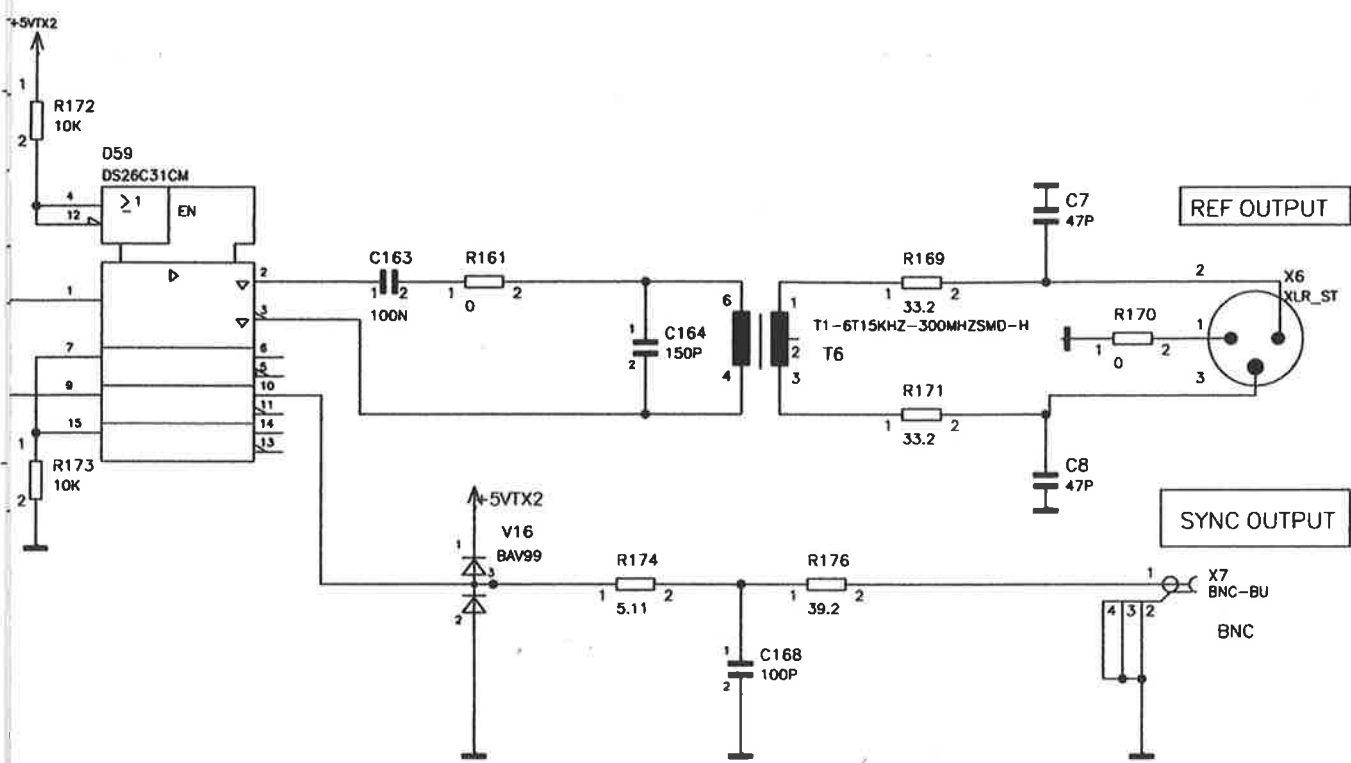 +5VTX2
1
R172
10K
2
D59
DS26C31CM
4
≥1
EN
12
1
2
3
7
6
5
9
10
11
15
14
13
1
R173
10K
2
C163
1 2
100N
R161
1 2
0
1
C164
150P
2
6
4
1
2
3
T1-6T15KHZ-300MHZSMD-H
T6
R169
1 2
33.2
R171
1 2
33.2
C7
47P
C8
47P
REF OUTPUT
2
X6
XLR_ST
R170
1 2
0
1
3
SYNC OUTPUT
+5VTX2
V16
BAV99
1
3
2
R174
1 2
5.11
R176
1 2
39.2
1
C168
100P
2
1
X7
BNC-BU
4 3 2
BNC